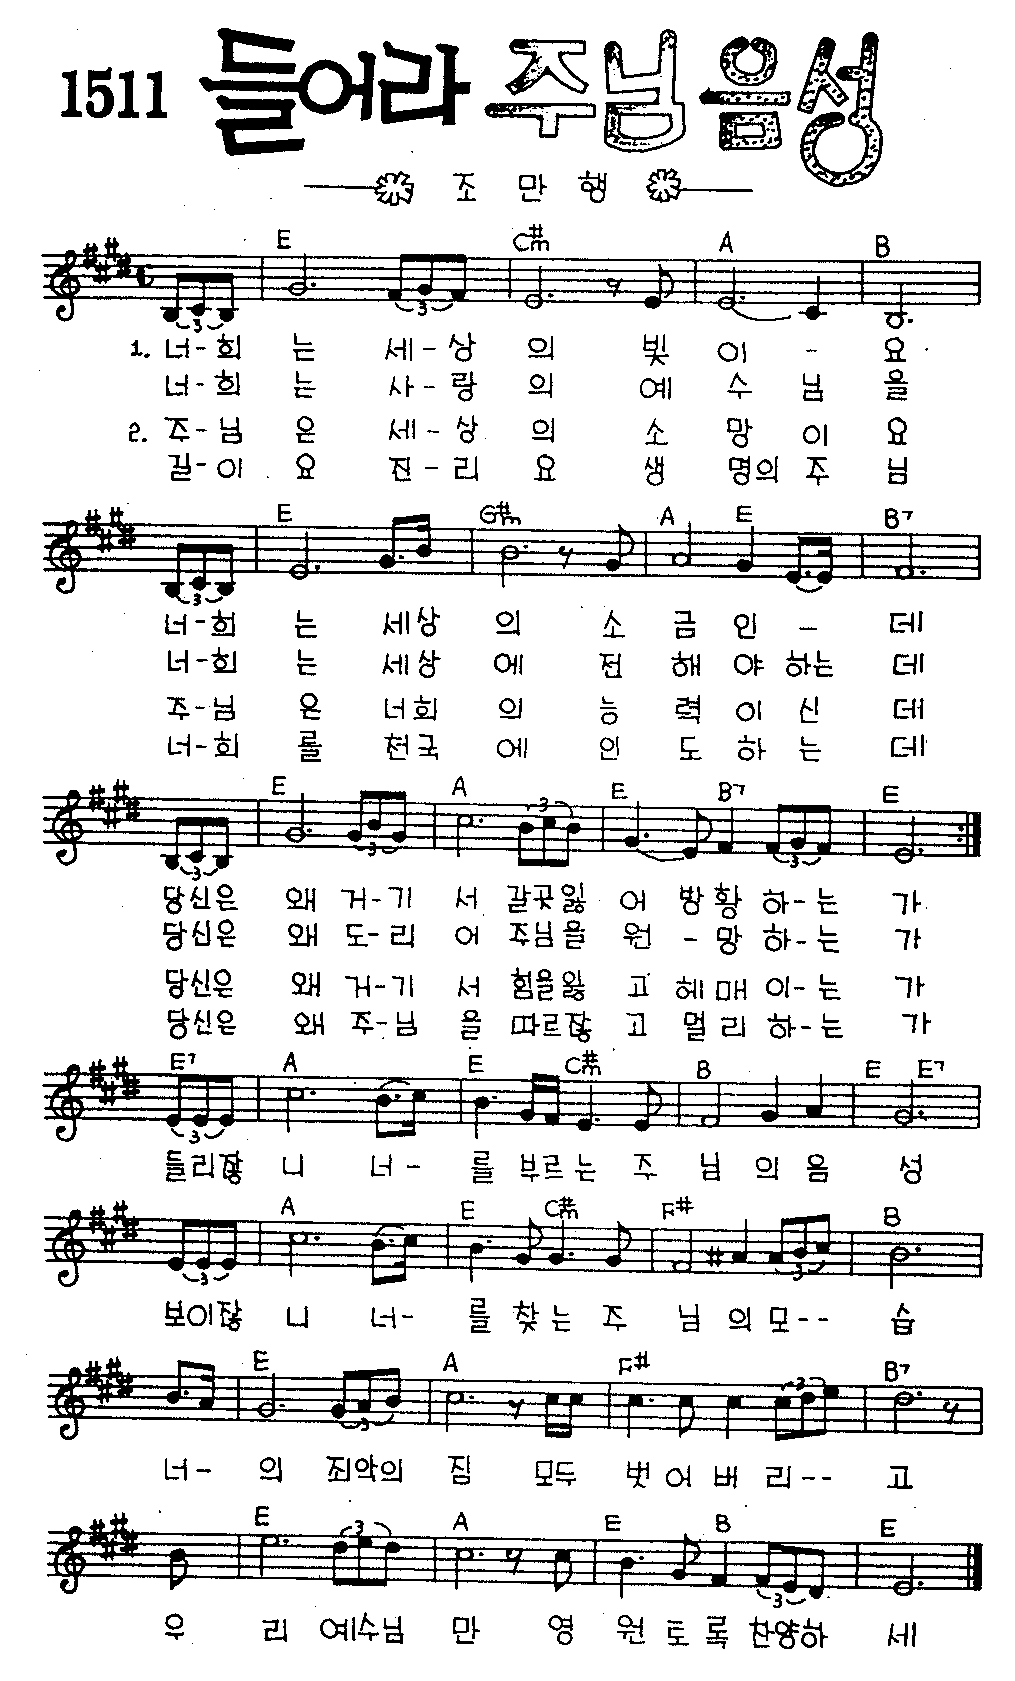 1511 들어라 주님 음성
조 만 행
E C#m A B
1. 너-희 는 세-상 의 빛 이 - 요
너-희 는 사-랑 의 예 수 님 을
2. 주-님 은 세-상 의 소 망 이 요
길-이 요 진-리 요 생 명의 주 님
E G#m A E B7
3
너-희 는 세상 의 소 금 인 - 데
너-희 는 세상 에 전 해 야 하는 데
주-님 은 너희 의 능 력 이 신 데
너-희 를 천국 에 인 도 하 는 데
E A E B7 E
당신은 왜 거-기 서 갈곳잃 어 방 황 하-는 가
당신은 왜 도-리 어 주님을 원 - 망 하-는 가
당신은 왜 거-기 서 힘을잃 고 헤 매 이-는 가
당신은 왜 주-님 을 따르잖 고 멀 리 하-는 가
E7 A E C#m B E E7
들리잖 니 너- 를 부르는 주 님 의 음 성
A E C#m F# B
보이잖 니 너- 를 찾 는 주 님 의 모-- 습
E A F# B7
너- 의 죄악의 짐 모두 벗 어 버 리-- 고
E A E B E
우 리 예수님 만 영 원 토 록 찬양하 세